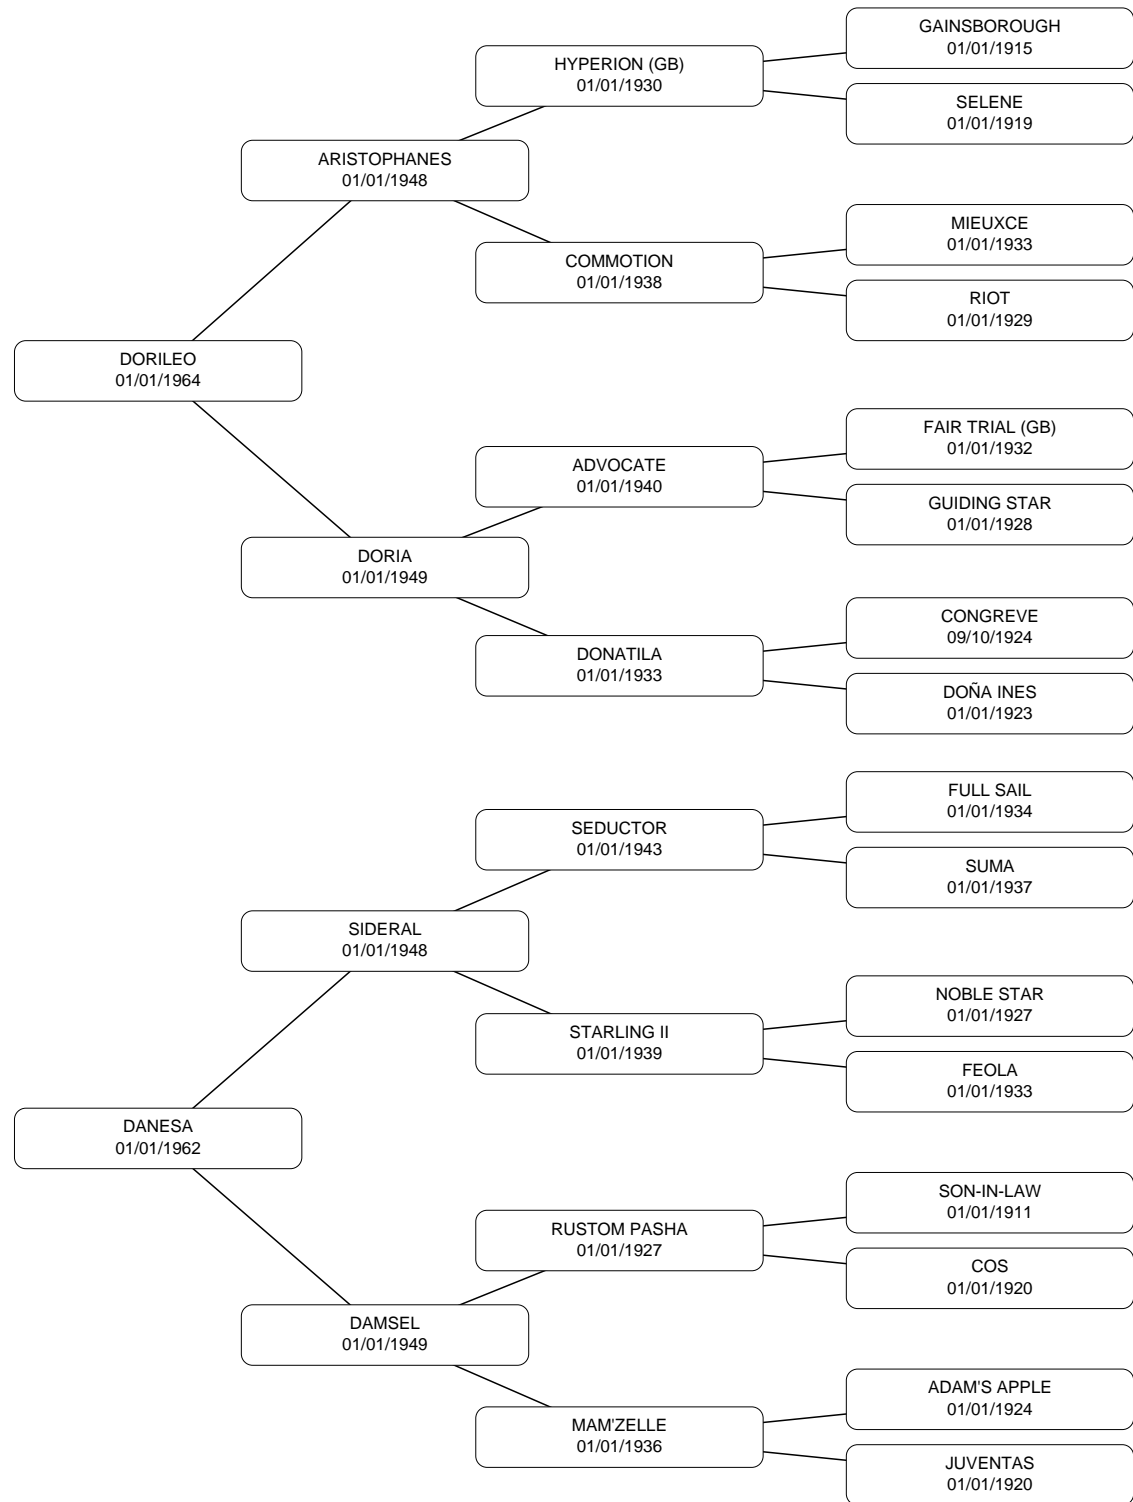 GAINSBOROUGH
01/01/1915
HYPERION (GB)
01/01/1930
SELENE
01/01/1919
ARISTOPHANES
01/01/1948
MIEUXCE
01/01/1933
COMMOTION
01/01/1938
RIOT
01/01/1929
DORILEO
01/01/1964
FAIR TRIAL (GB)
01/01/1932
ADVOCATE
01/01/1940
GUIDING STAR
01/01/1928
DORIA
01/01/1949
CONGREVE
09/10/1924
DONATILA
01/01/1933
DOÑA INES
01/01/1923
FULL SAIL
01/01/1934
SEDUCTOR
01/01/1943
SUMA
01/01/1937
SIDERAL
01/01/1948
NOBLE STAR
01/01/1927
STARLING II
01/01/1939
FEOLA
01/01/1933
DANESA
01/01/1962
SON-IN-LAW
01/01/1911
RUSTOM PASHA
01/01/1927
COS
01/01/1920
DAMSEL
01/01/1949
ADAM'S APPLE
01/01/1924
MAM'ZELLE
01/01/1936
JUVENTAS
01/01/1920